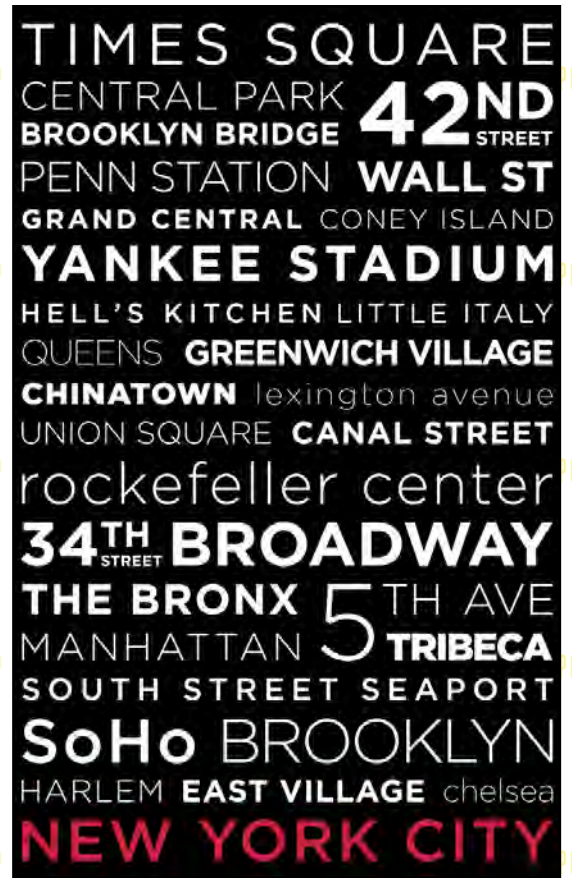 TIMES SQUARE
CENTRAL PARK 42ND STREET
BROOKLYN BRIDGE
PENN STATION WALL ST
GRAND CENTRAL CONEY ISLAND
YANKEE STADIUM
HELL'S KITCHEN LITTLE ITALY
QUEENS GREENWICH VILLAGE
CHINATOWN lexington avenue
UNION SQUARE CANAL STREET
rockefeller center
34TH STREET BROADWAY
THE BRONX 5TH AVE
MANHATTAN TRIBECA
SOUTH STREET SEAPORT
SoHo BROOKLYN
HARLEM EAST VILLAGE chelsea
NEW YORK CITY